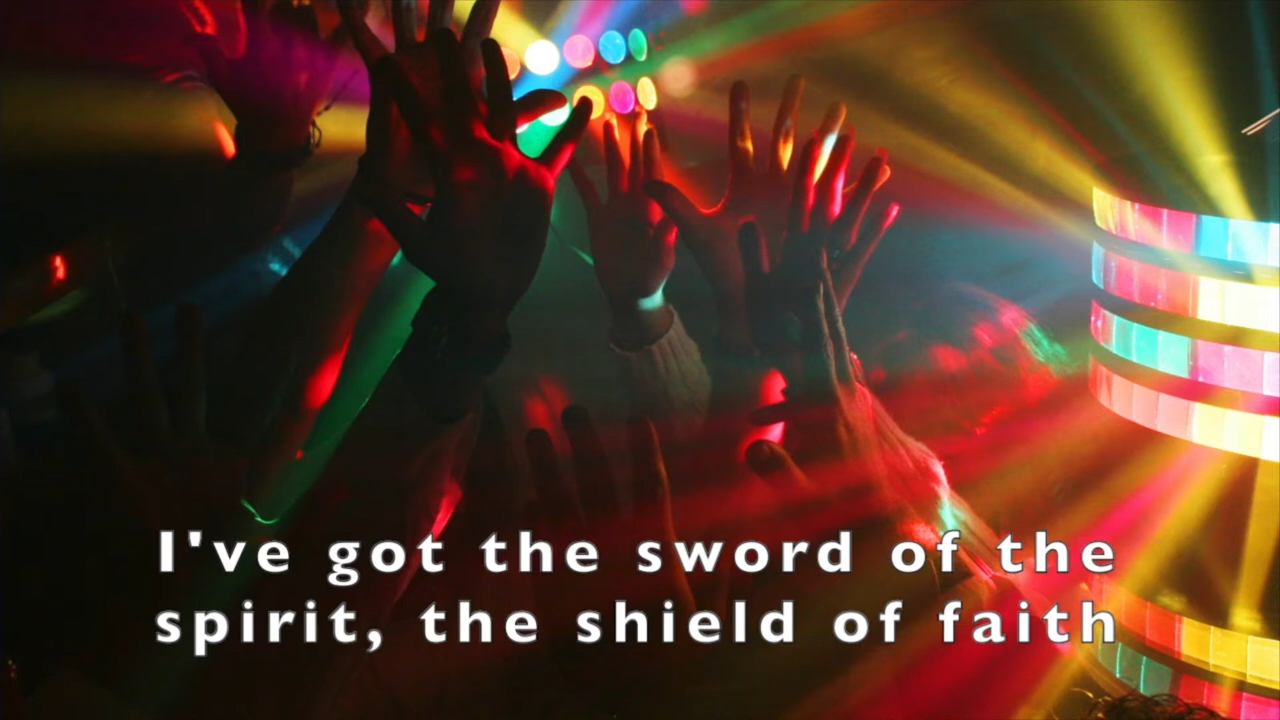 I've got the sword of the
spirit, the shield of faith